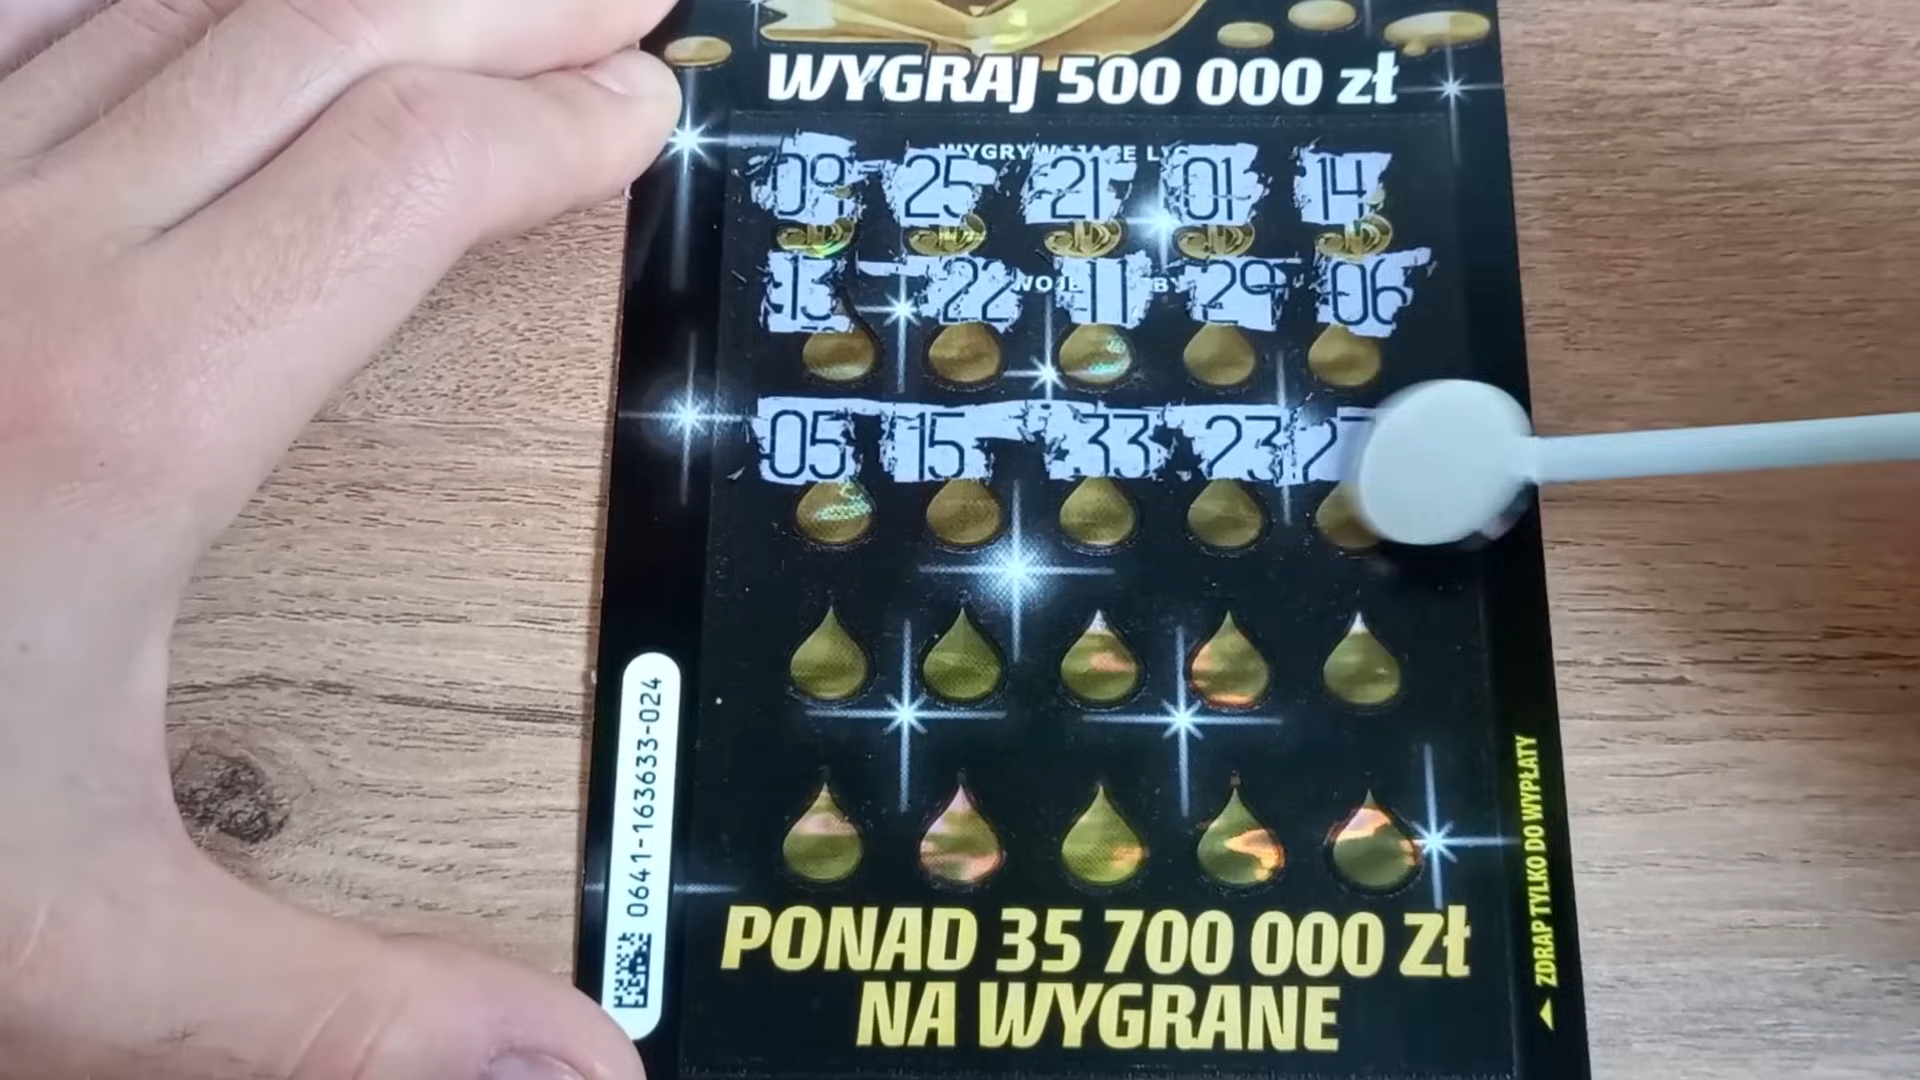 WYGRAJ 500 000 zł
09 25 21 01 14
13 22 11 29 06
05 15 33 23
PONAD 35 700 000 Zł
NA WYGRANE
0641-163633-024
ZDRAP TYLKO DO WYPŁATY